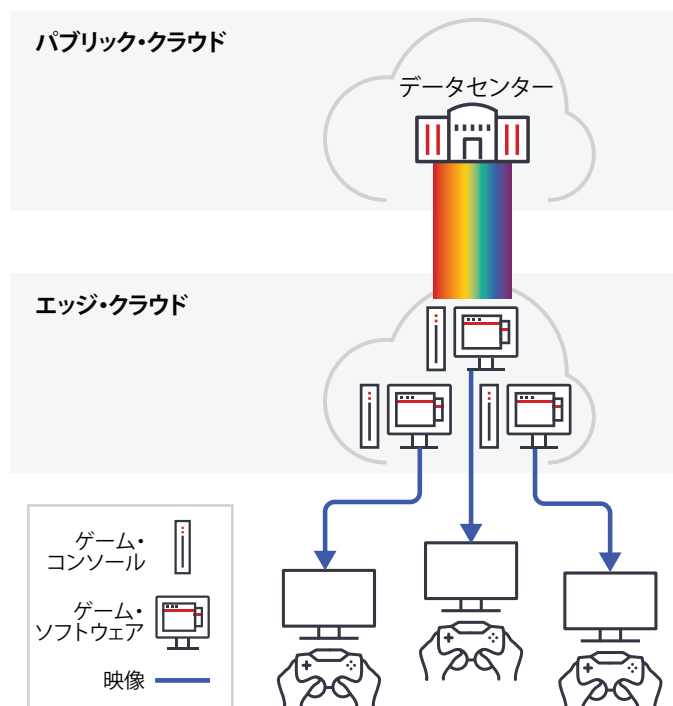 パブリック・クラウド
データセンター
エッジ・クラウド
ゲーム・
コンソール
ゲーム・
ソフトウェア
映像